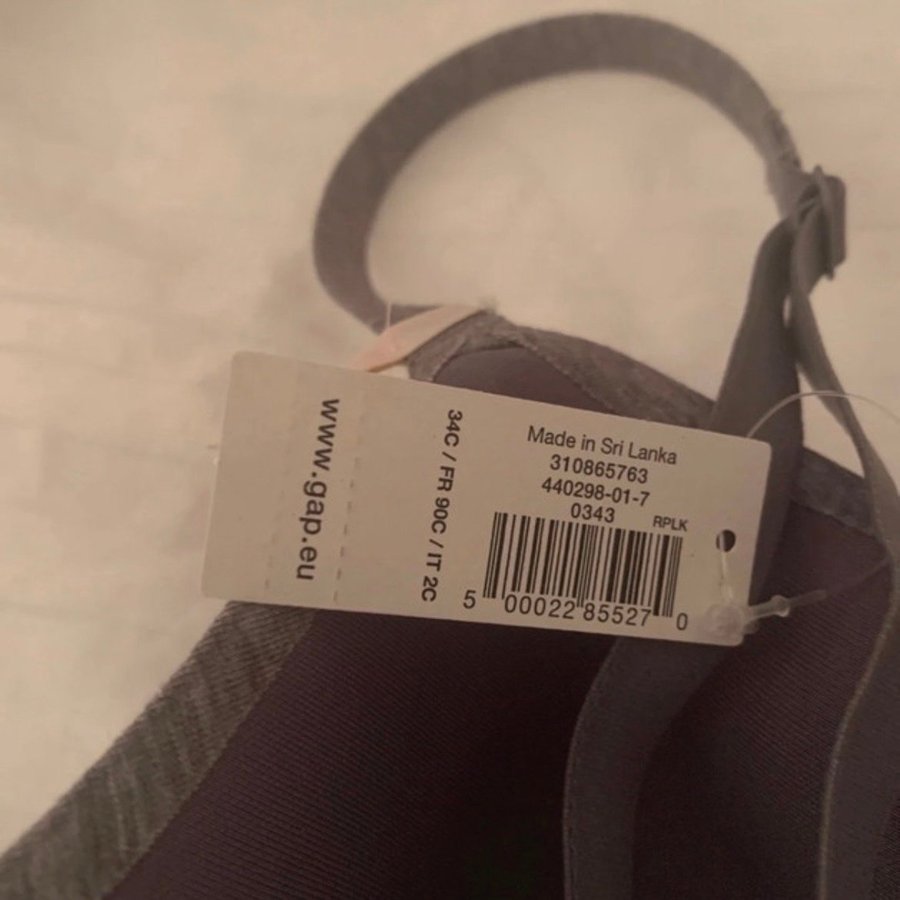 www.gap.eu
34C / FR 90C / IT 2C
Made in Sri Lanka
310865763
440298-01-7
0343 RPLK
5 00022 85527 0